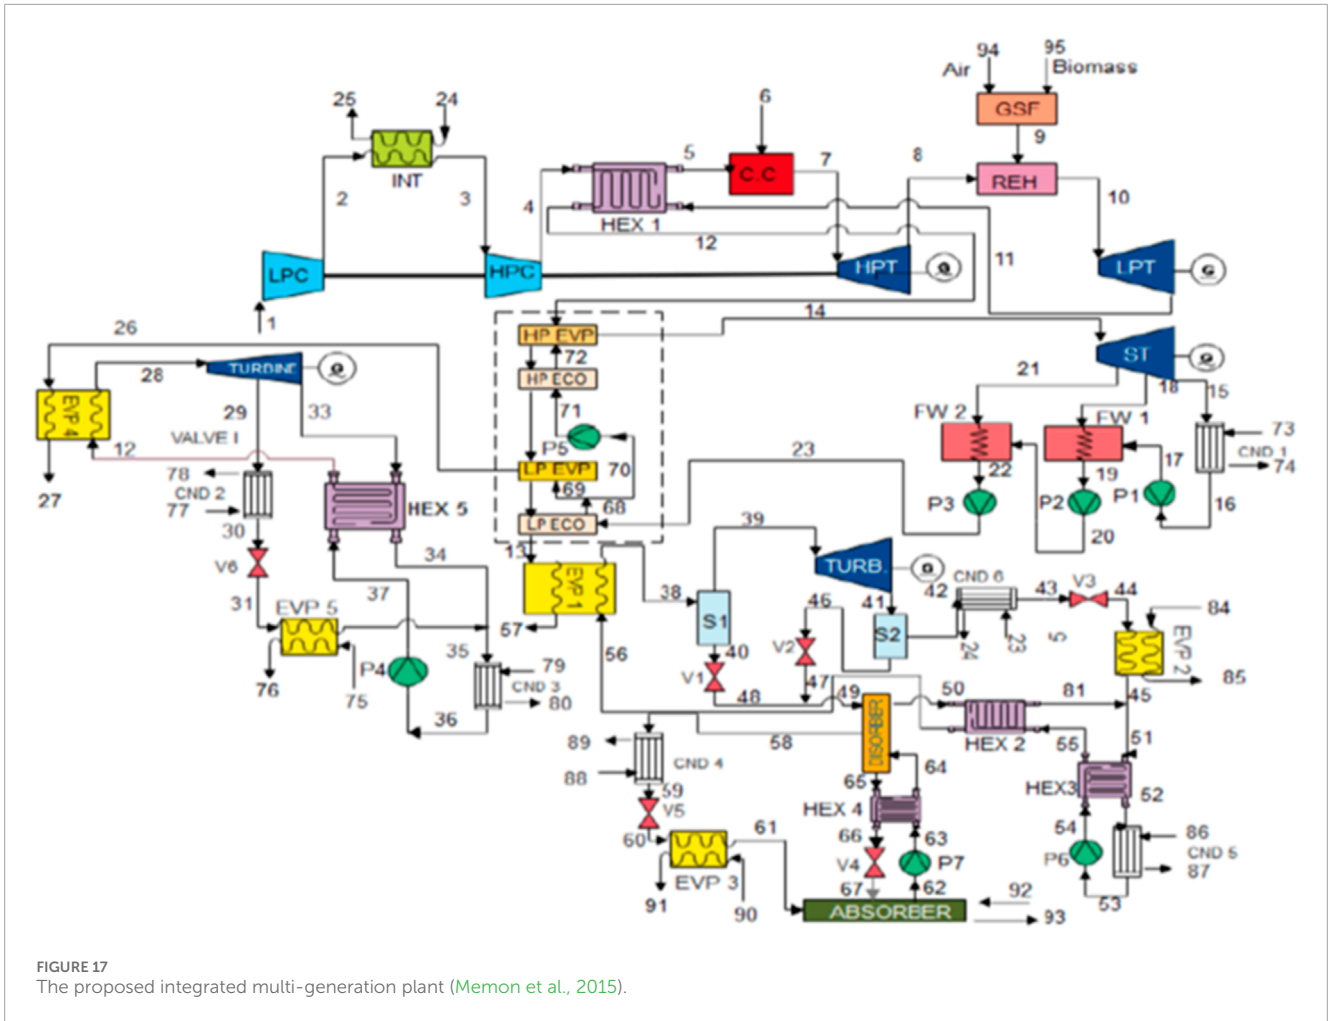 94
95
Air
Biomass
GSF
9
25
24
6
INT
5
C.C
7
8
REH
10
2
3
4
HEX 1
12
11
LPC
HPC
HPT
G
LPT
G
1
14
26
HP EVP
72
28
TURBINE
G
HP ECO
ST
G
21
18
15
EVP 4
29
33
71
FW 2
FW 1
VALVE I
P5
73
12
23
CND 1
78
LP EVP
70
22
19
17
74
CND 2
69
27
77
HEX 5
68
P3
P2
P1
16
30
LP ECO
39
20
V6
34
13
TURB.
G
CND 6
43
V3
44
37
EVP 1
38
46
41
42
31
EVP 5
S1
84
57
V2
S2
24
23
5
EVP 2
35
56
40
P4
79
V1
47
85
76
75
CND 3
80
48
49
50
81
45
36
DISORBER
HEX 2
55
51
89
58
CND 4
64
88
65
HEX3
52
59
HEX 4
V5
66
63
54
86
60
61
P6
CND 5
V4
P7
87
EVP 3
67
62
92
53
91
90
ABSORBER
93
FIGURE 17
The proposed integrated multi-generation plant (Memon et al., 2015).